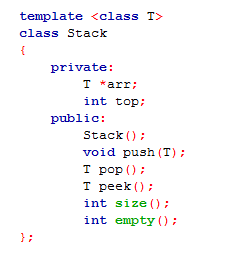 template <class T>
class Stack
{
    private:
        T *arr;
        int top;
    public:
        Stack();
        void push(T);
        T pop();
        T peek();
        int size();
        int empty();
};